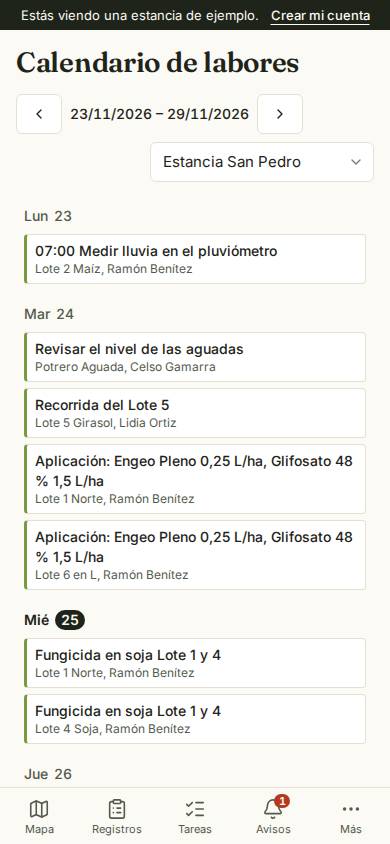 Estás viendo una estancia de ejemplo. Crear mi cuenta
Calendario de labores
23/11/2026 – 29/11/2026
Estancia San Pedro
Lun 23
07:00 Medir lluvia en el pluviómetro
Lote 2 Maíz, Ramón Benítez
Mar 24
Revisar el nivel de las aguadas
Potrero Aguada, Celso Gamarra
Recorrida del Lote 5
Lote 5 Girasol, Lidia Ortiz
Aplicación: Engeo Pleno 0,25 L/ha, Glifosato 48
% 1,5 L/ha
Lote 1 Norte, Ramón Benítez
Aplicación: Engeo Pleno 0,25 L/ha, Glifosato 48
% 1,5 L/ha
Lote 6 en L, Ramón Benítez
Mié 25
Fungicida en soja Lote 1 y 4
Lote 1 Norte, Ramón Benítez
Fungicida en soja Lote 1 y 4
Lote 4 Soja, Ramón Benítez
Jue 26
1
Mapa Registros Tareas Avisos Más